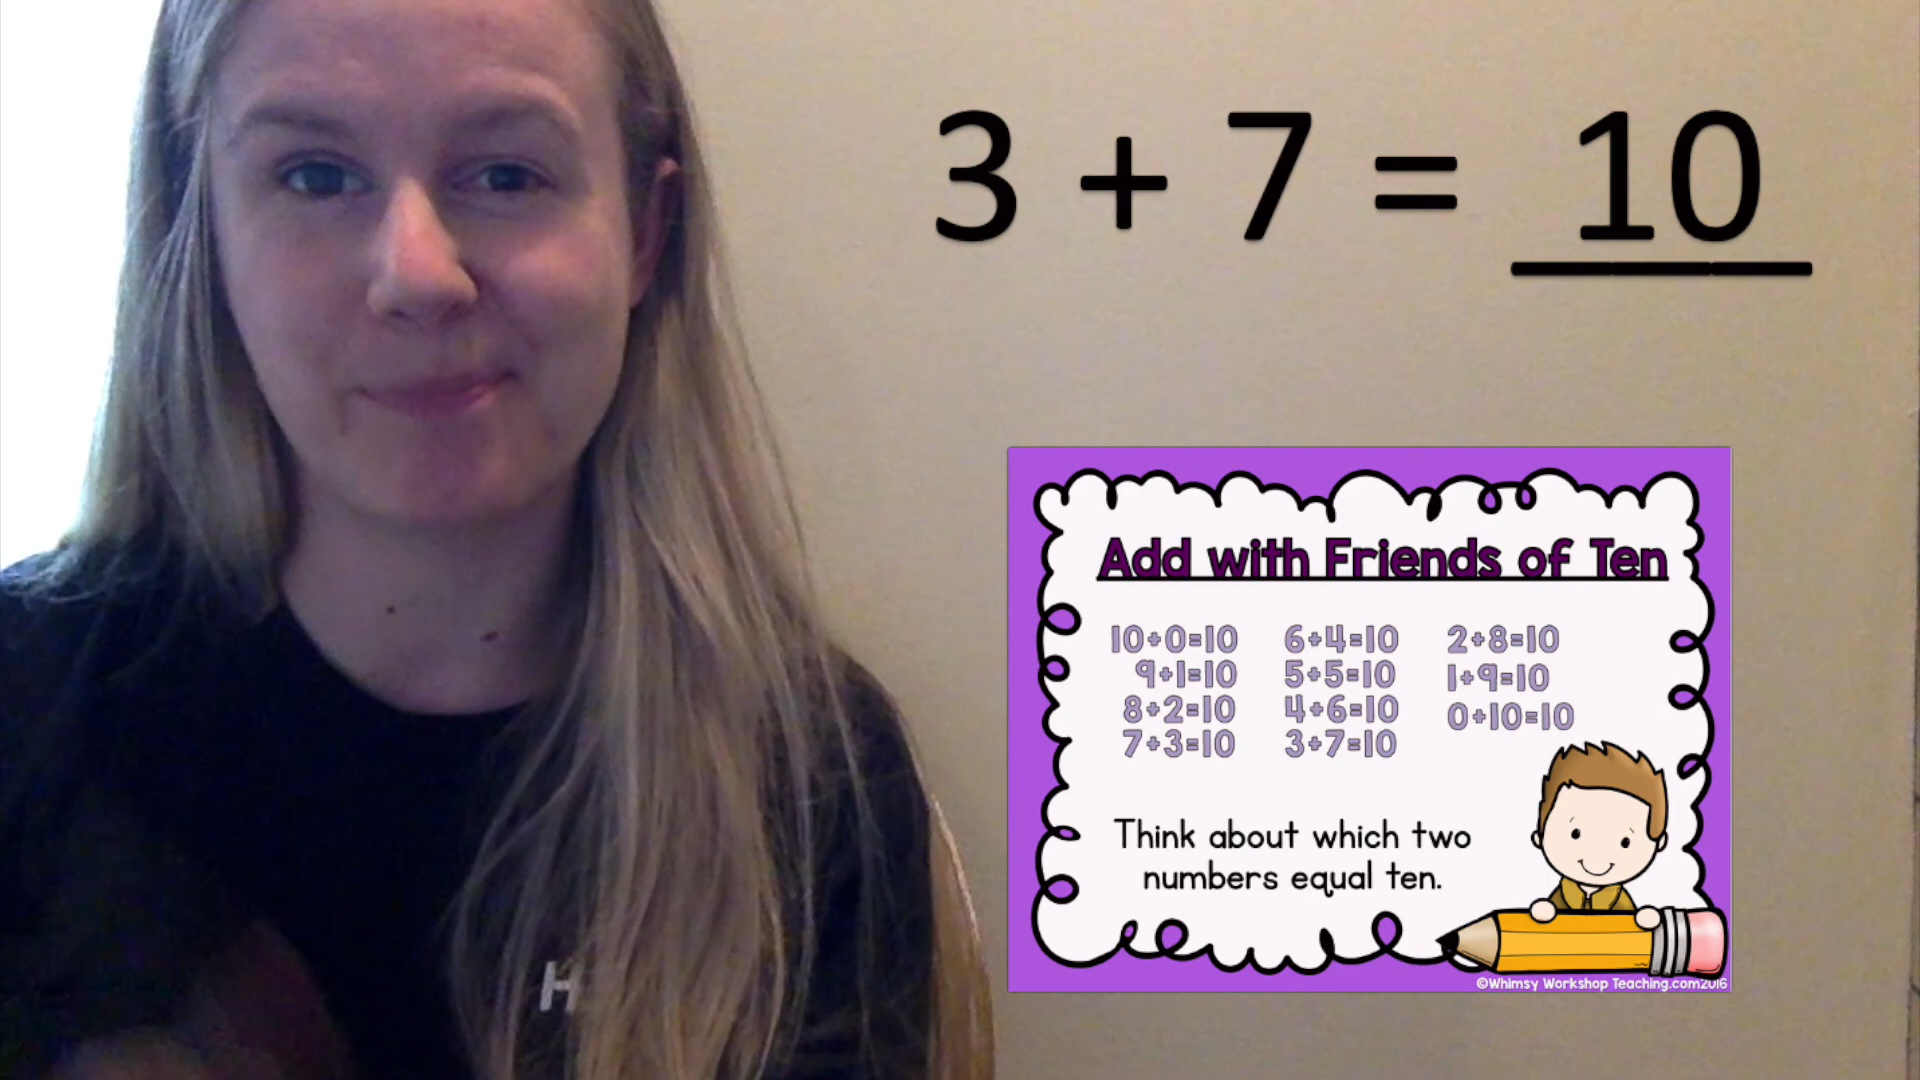 3 + 7 = 10
Add with Friends of Ten
10+0=10 6+4=10 2+8=10
9+1=10 5+5=10 1+9=10
8+2=10 4+6=10 0+10=10
7+3=10 3+7=10
Think about which two
numbers equal ten.
©Whimsy Workshop Teaching.com2016
H